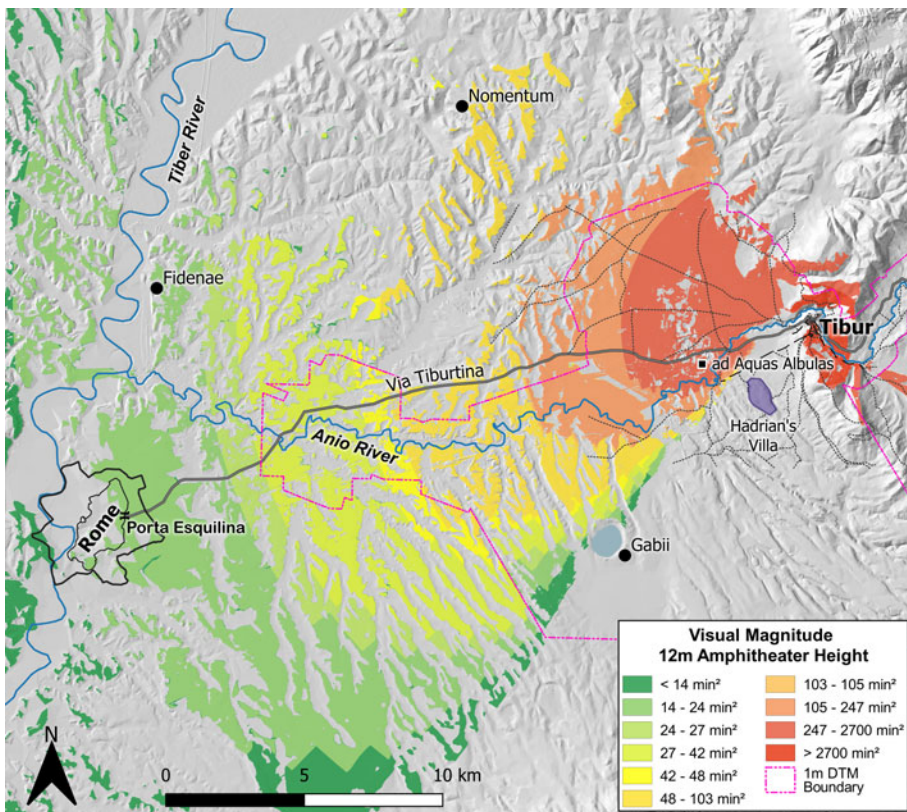 Nomentum
Tiber River
Fidenae
Tibur
ad Aquas Albulas
Via Tiburtina
Hadrian's
Villa
Anio River
Rome
Porta Esquilina
Gabii
N
0 5 10 km
Visual Magnitude
12m Amphitheater Height
< 14 min²
14 - 24 min²
24 - 27 min²
27 - 42 min²
42 - 48 min²
48 - 103 min²
103 - 105 min²
105 - 247 min²
247 - 2700 min²
> 2700 min²
1m DTM
Boundary